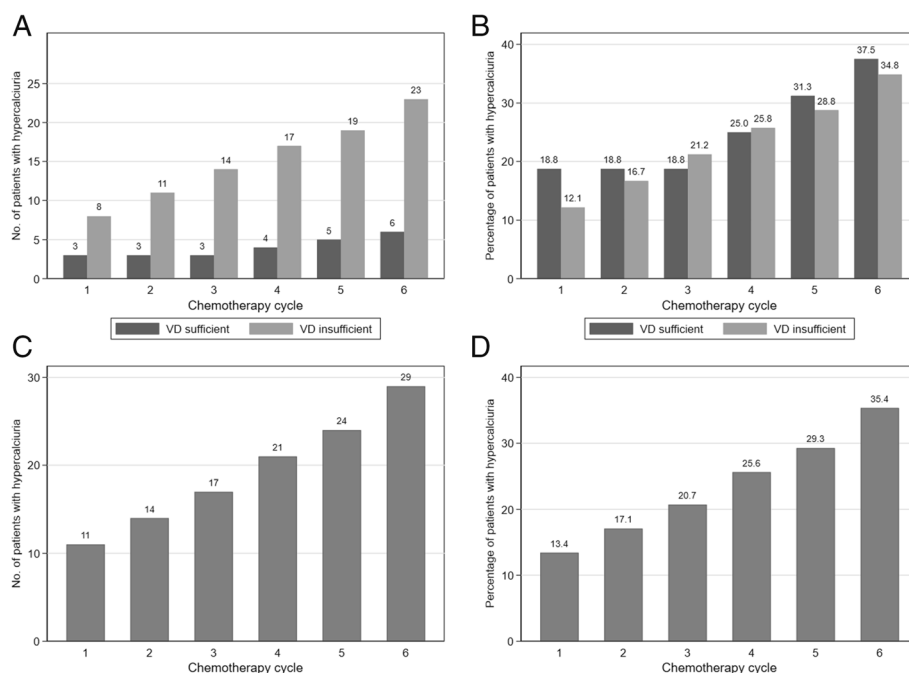 A
No. of patients with hypercalciuria
25
20
15
10
5
0
3 8
3 11
3 14
4 17
5 19
6 23
1 2 3 4 5 6
Chemotherapy cycle
VD sufficient VD insufficient
B
Percentage of patients with hypercalciuria
40
30
20
10
0
18.8 12.1
18.8 16.7
18.8 21.2
25.0 25.8
31.3 28.8
37.5 34.8
1 2 3 4 5 6
Chemotherapy cycle
VD sufficient VD insufficient
C
No. of patients with hypercalciuria
30
20
10
0
11 14 17 21 24 29
1 2 3 4 5 6
Chemotherapy cycle
D
Percentage of patients with hypercalciuria
40
30
20
10
0
13.4 17.1 20.7 25.6 29.3 35.4
1 2 3 4 5 6
Chemotherapy cycle